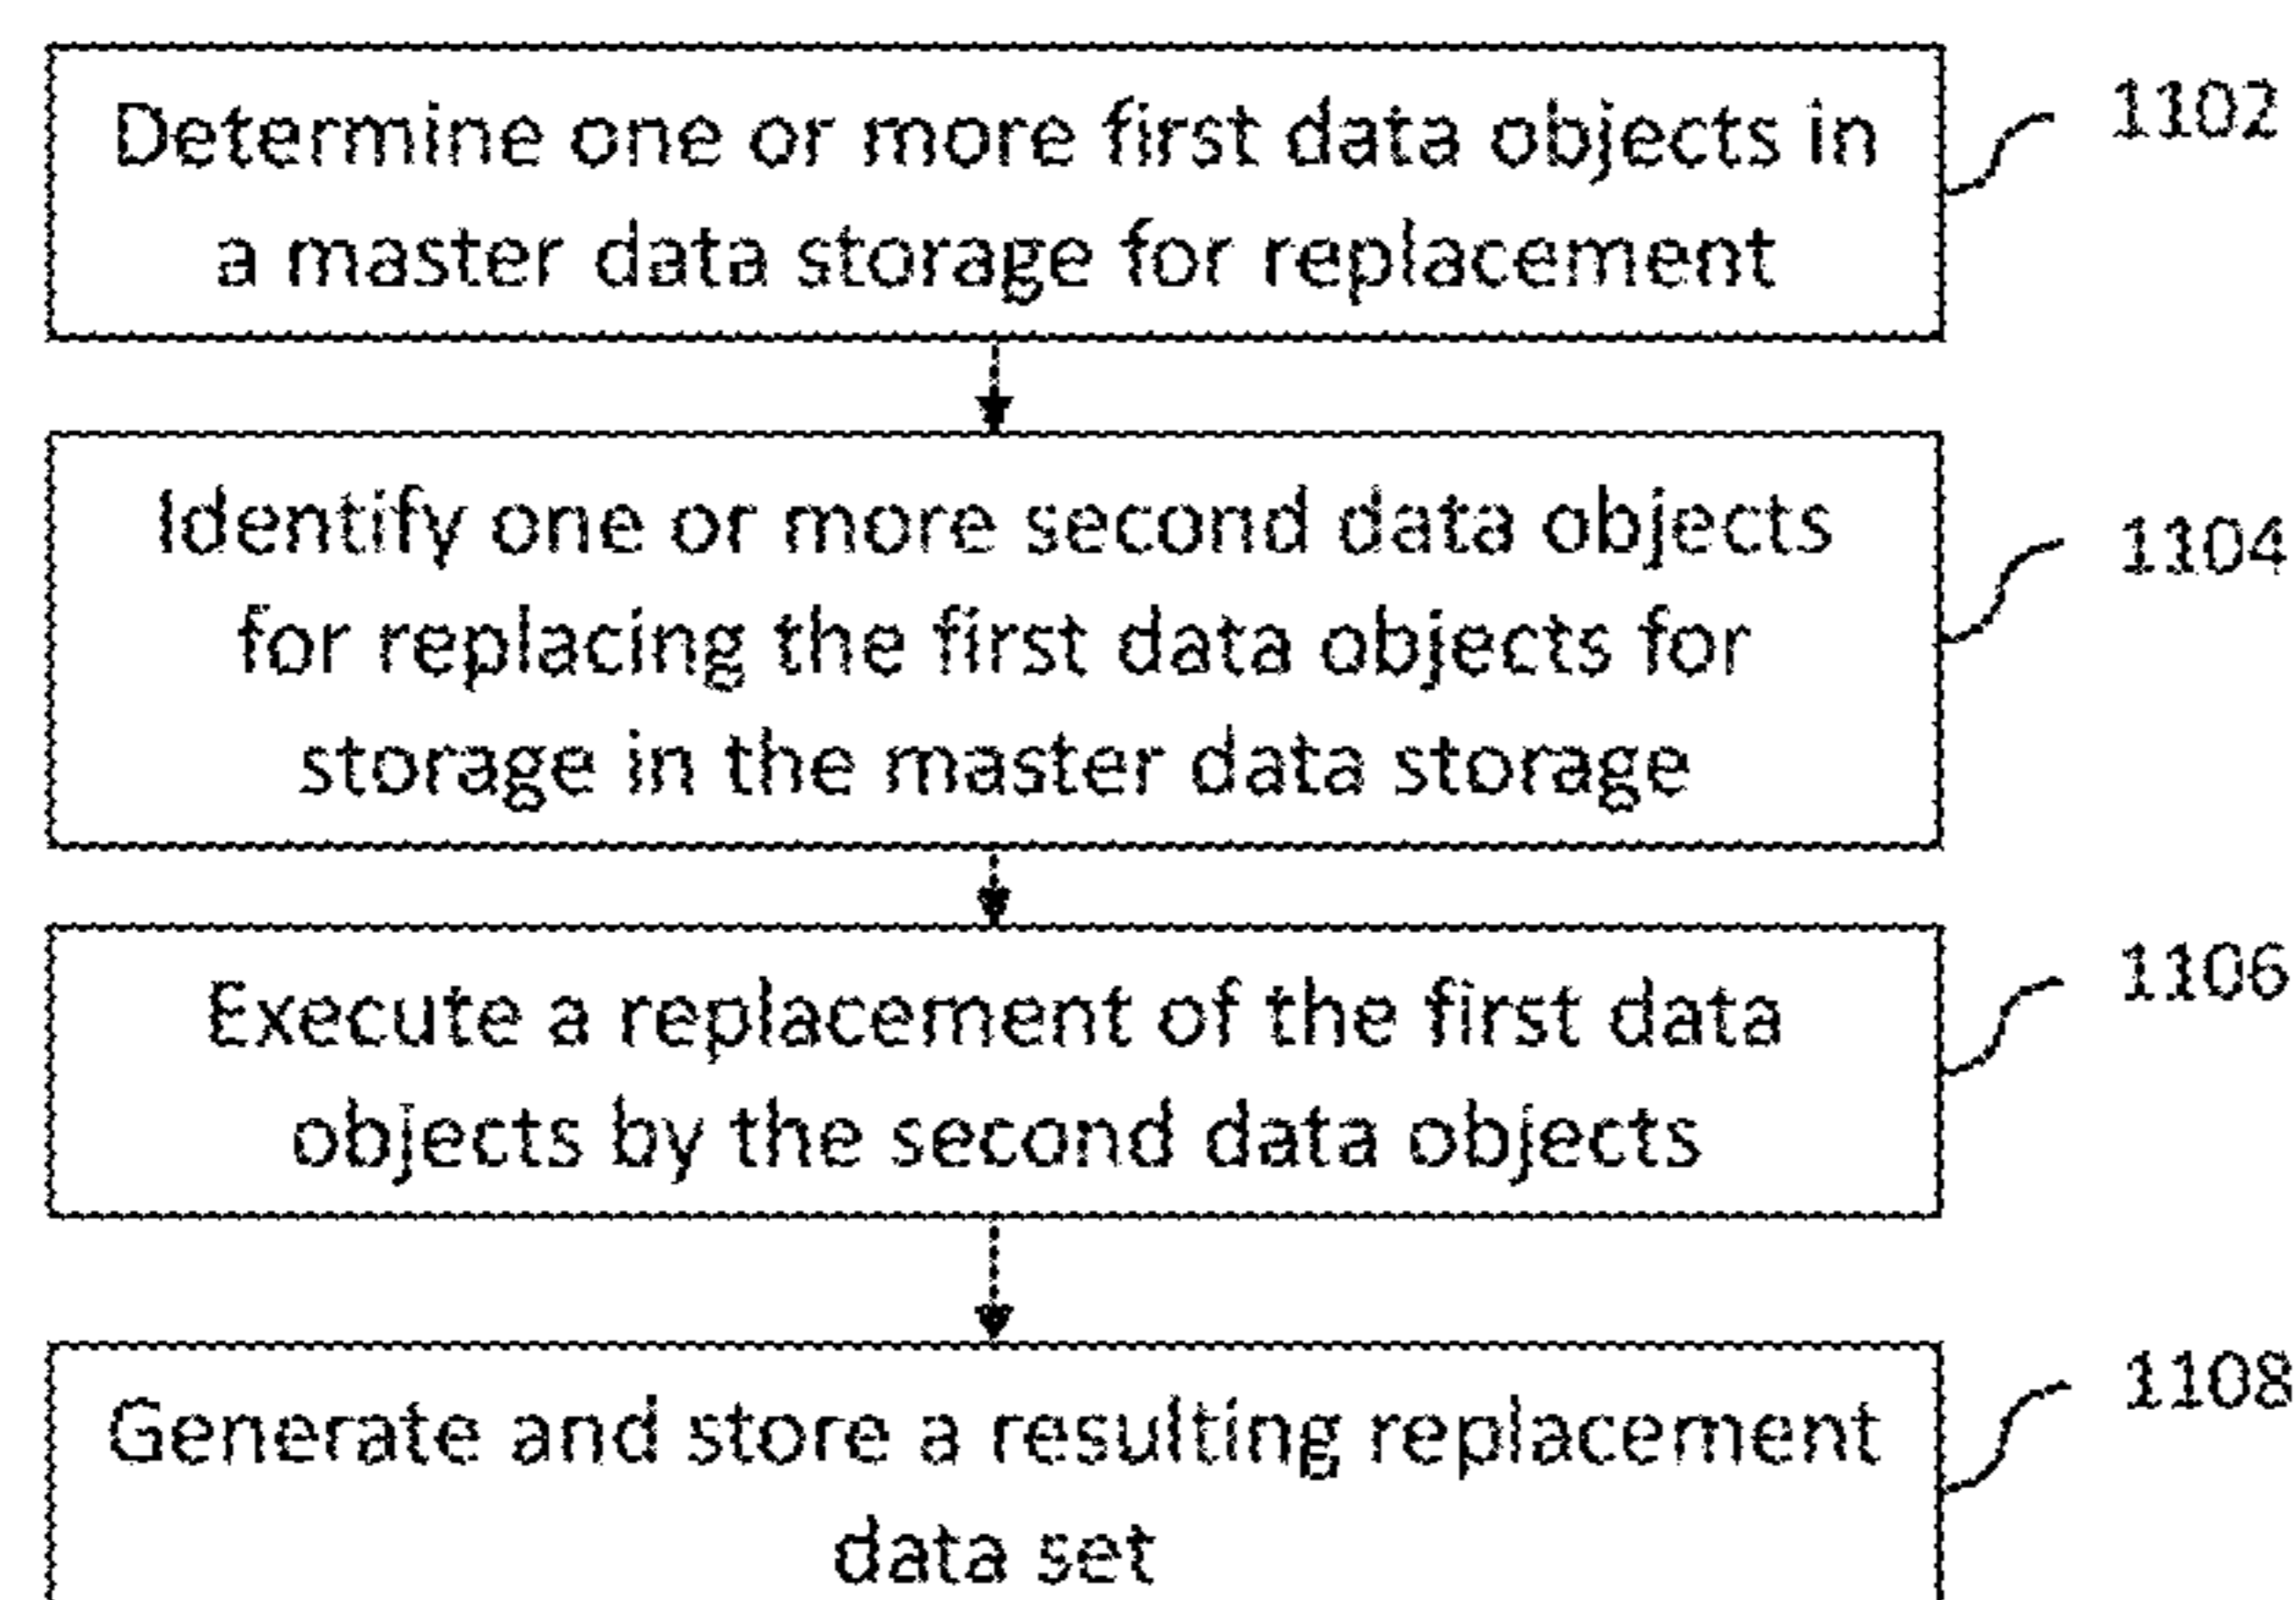 Determine one or more first data objects in
a master data storage for replacement
1102
Identify one or more second data objects
for replacing the first data objects for
storage in the master data storage
1104
Execute a replacement of the first data
objects by the second data objects
1106
Generate and store a resulting replacement
data set
1108